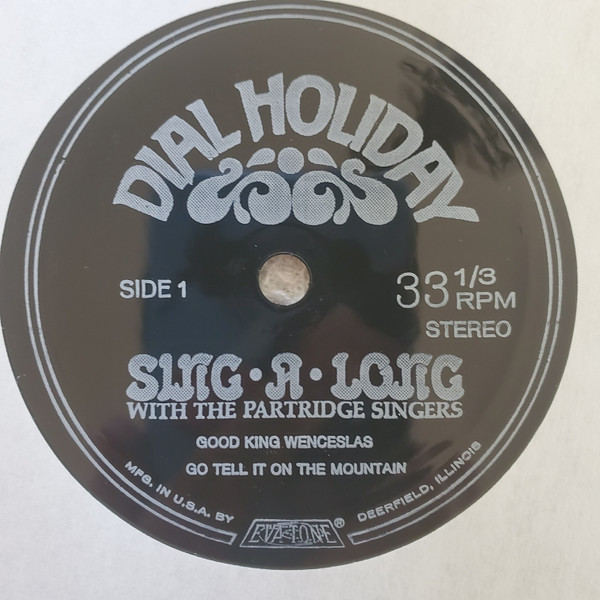 DIAL HOLIDAY
SIDE 1
33 1/3 RPM
STEREO
SING • A • LONG
WITH THE PARTRIDGE SINGERS
GOOD KING WENCESLAS
GO TELL IT ON THE MOUNTAIN
MFG. IN U.S.A. BY
EVA-TONE®
DEERFIELD, ILLINOIS